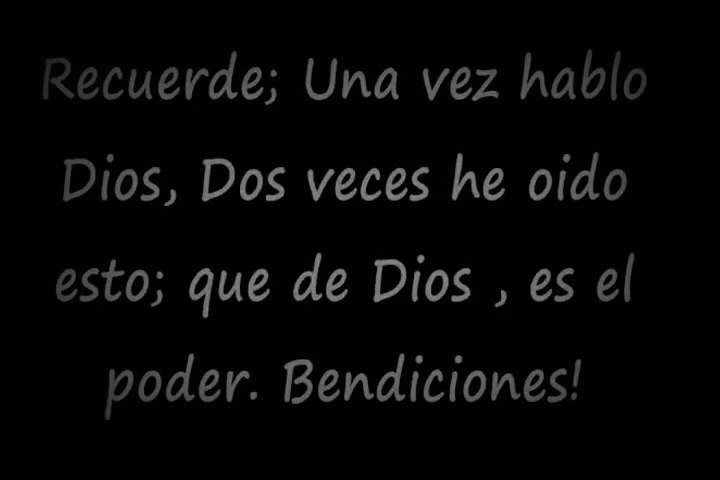 Recuerde; Una vez hablo
Dios, Dos veces he oido
esto; que de Dios , es el
poder. Bendiciones!